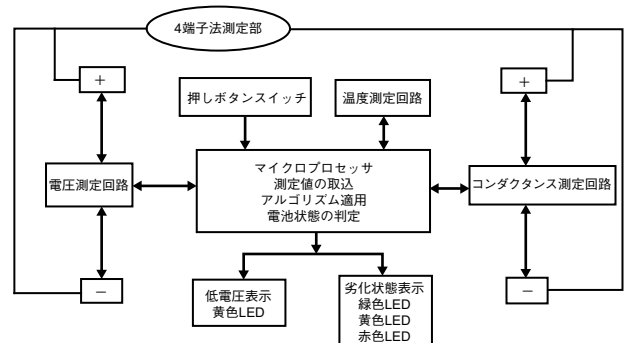 4端子法測定部
＋
＋
押しボタンスイッチ
温度測定回路
電圧測定回路
マイクロプロセッサ
測定値の取込
アルゴリズム適用
電池状態の判定
コンダクタンス測定回路
－
－
低電圧表示
黄色LED
劣化状態表示
緑色LED
黄色LED
赤色LED